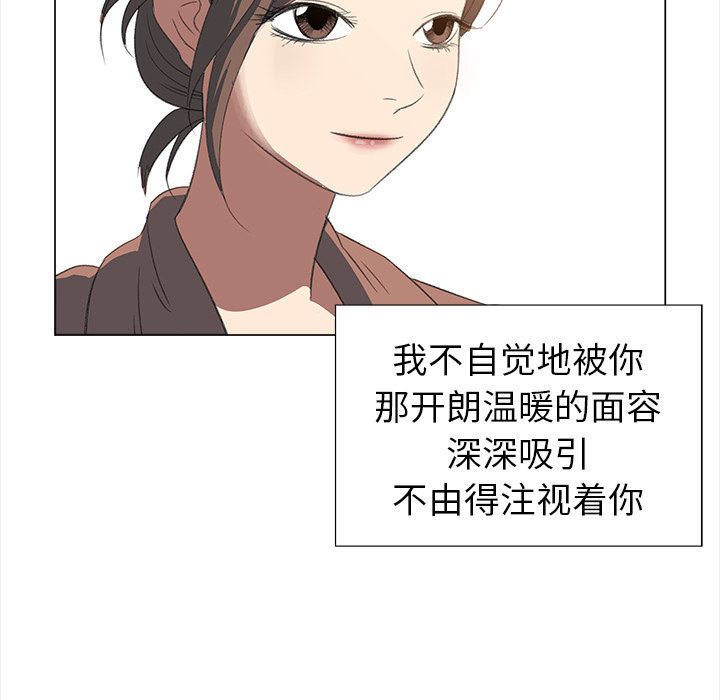 我不自觉地被你
那开朗温暖的面容
深深吸引
不由得注视着你